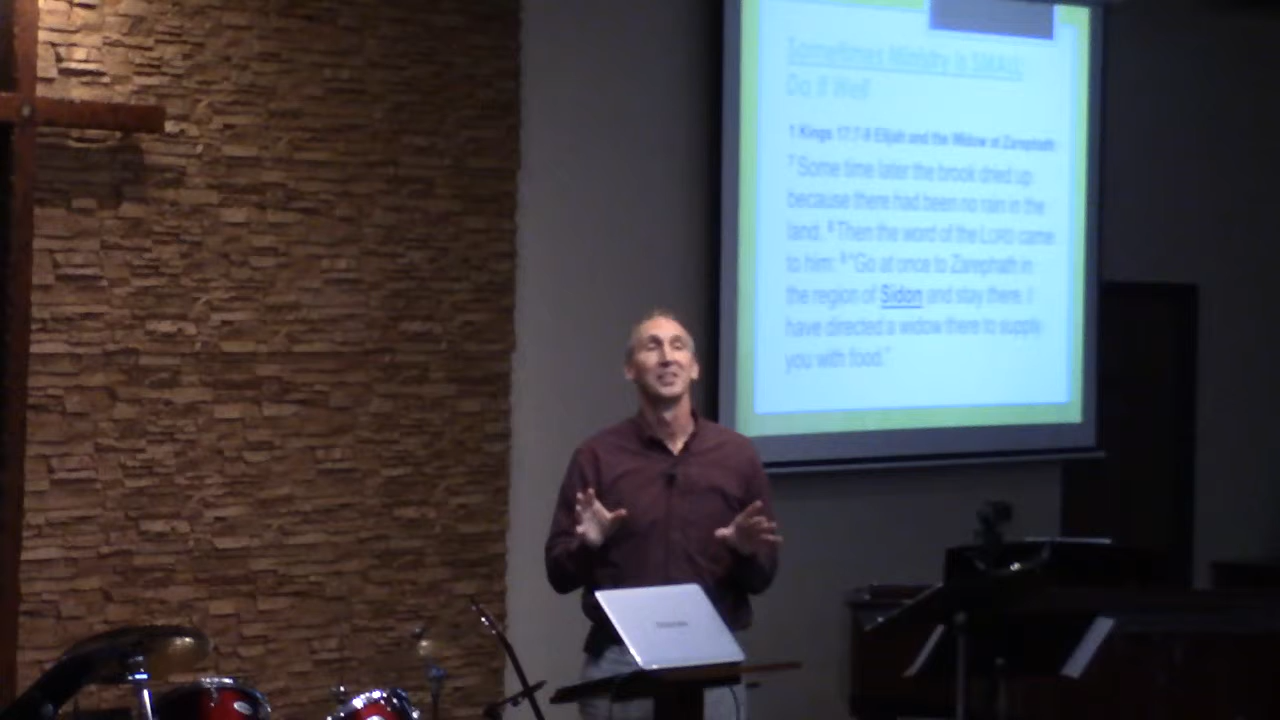 Sometimes Ministry is SMALL:
Do It Well
1 Kings 17:7-9 Elijah and the Widow at Zarephath
7 Some time later the brook dried up
because there had been no rain in the
land. 8 Then the word of the LORD came
to him: 9 "Go at once to Zarephath in
the region of Sidon and stay there. I
have directed a widow there to supply
you with food."